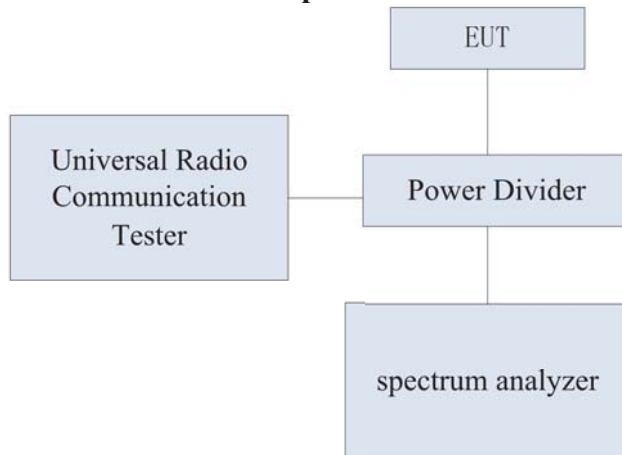 EUT
Universal Radio
Communication
Tester
Power Divider
spectrum analyzer